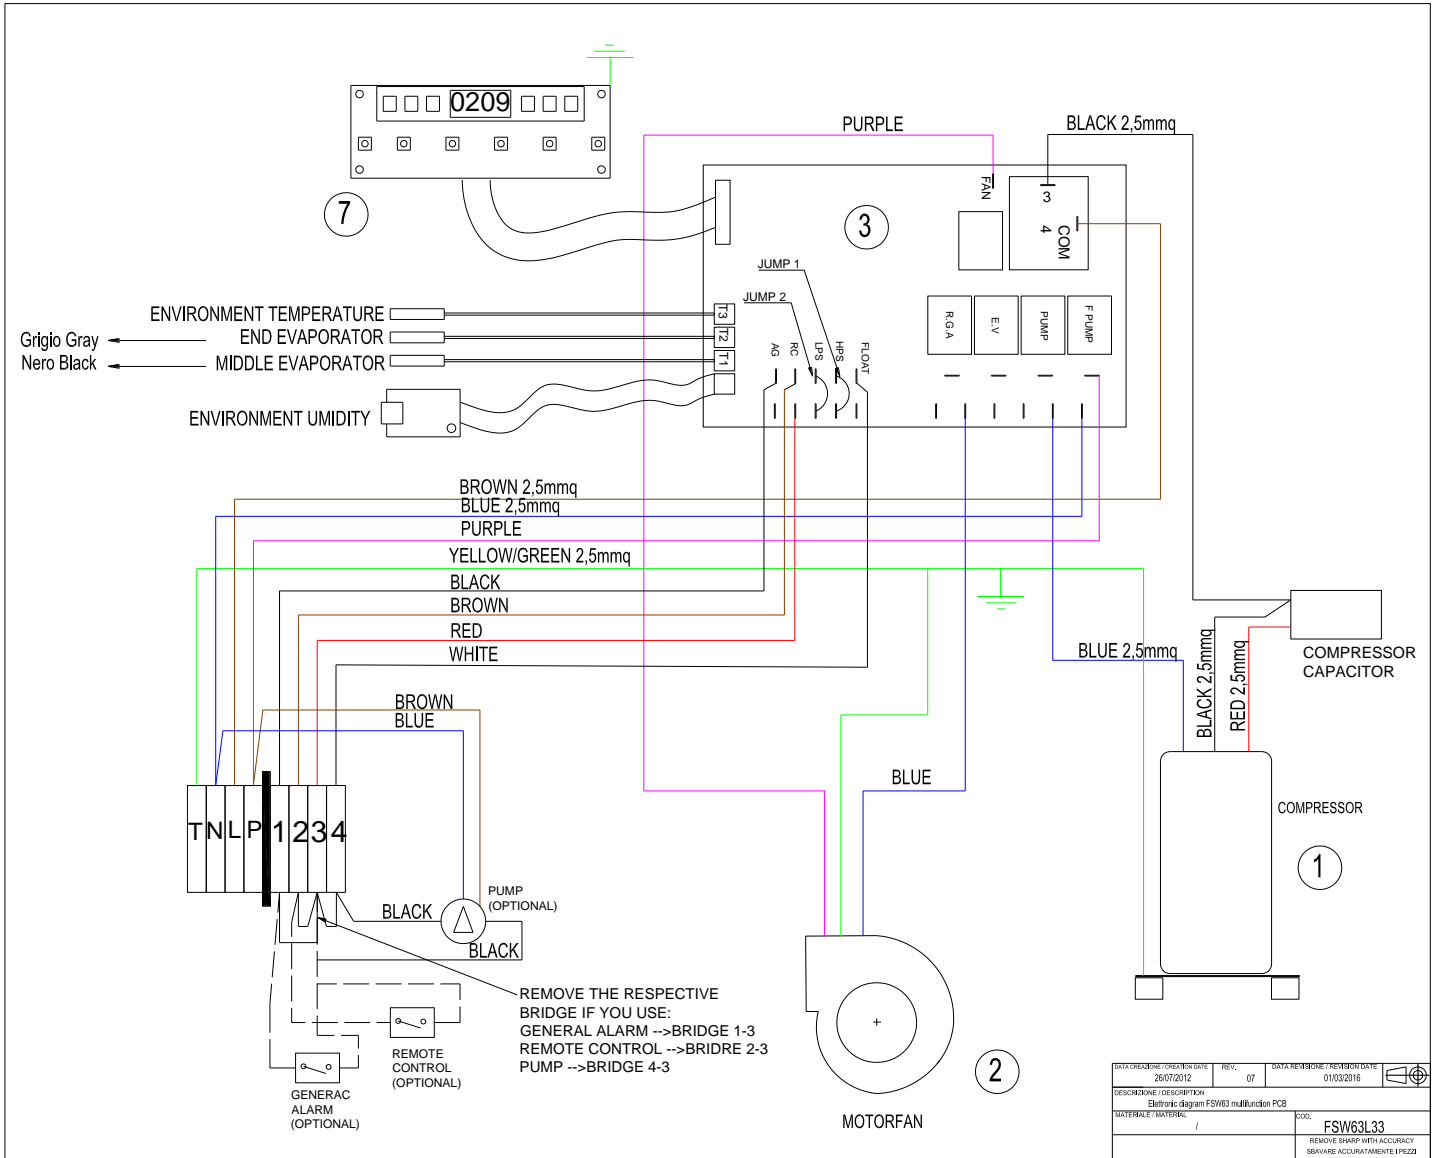 0209
7
PURPLE
BLACK 2,5mmq
FAN
3
4
COM
3
JUMP 1
JUMP 2
ENVIRONMENT TEMPERATURE
T3
Grigio Gray
END EVAPORATOR
T2
Nero Black
MIDDLE EVAPORATOR
T1
ENVIRONMENT UMIDITY
AG
RC
LPS
HPS
FLOAT
R.G.A
E.V
PUMP
F PUMP
BROWN 2,5mmq
BLUE 2,5mmq
PURPLE
YELLOW/GREEN 2,5mmq
BLACK
BROWN
RED
WHITE
BLUE 2,5mmq
BLACK 2,5mmq
RED 2,5mmq
COMPRESSOR
CAPACITOR
BROWN
BLUE
BLUE
COMPRESSOR
1
T N L P 1 2 3 4
PUMP
(OPTIONAL)
BLACK
BLACK
REMOVE THE RESPECTIVE
BRIDGE IF YOU USE:
GENERAL ALARM -->BRIDGE 1-3
REMOTE CONTROL -->BRIDRE 2-3
PUMP -->BRIDGE 4-3
REMOTE
CONTROL
(OPTIONAL)
GENERAC
ALARM
(OPTIONAL)
2
MOTORFAN
DATA CREAZIONE / CREATION DATE
26/07/2012
REV.
07
DATA REVISIONE / REVISION DATE
01/03/2016
DESCRIZIONE / DESCRIPTION
Elettronic diagram FSW63 multifunction PCB
MATERIALE / MATERIAL
/
COD.
FSW63L33
REMOVE SHARP WITH ACCURACY
SBAVARE ACCURATAMENTE I PEZZI